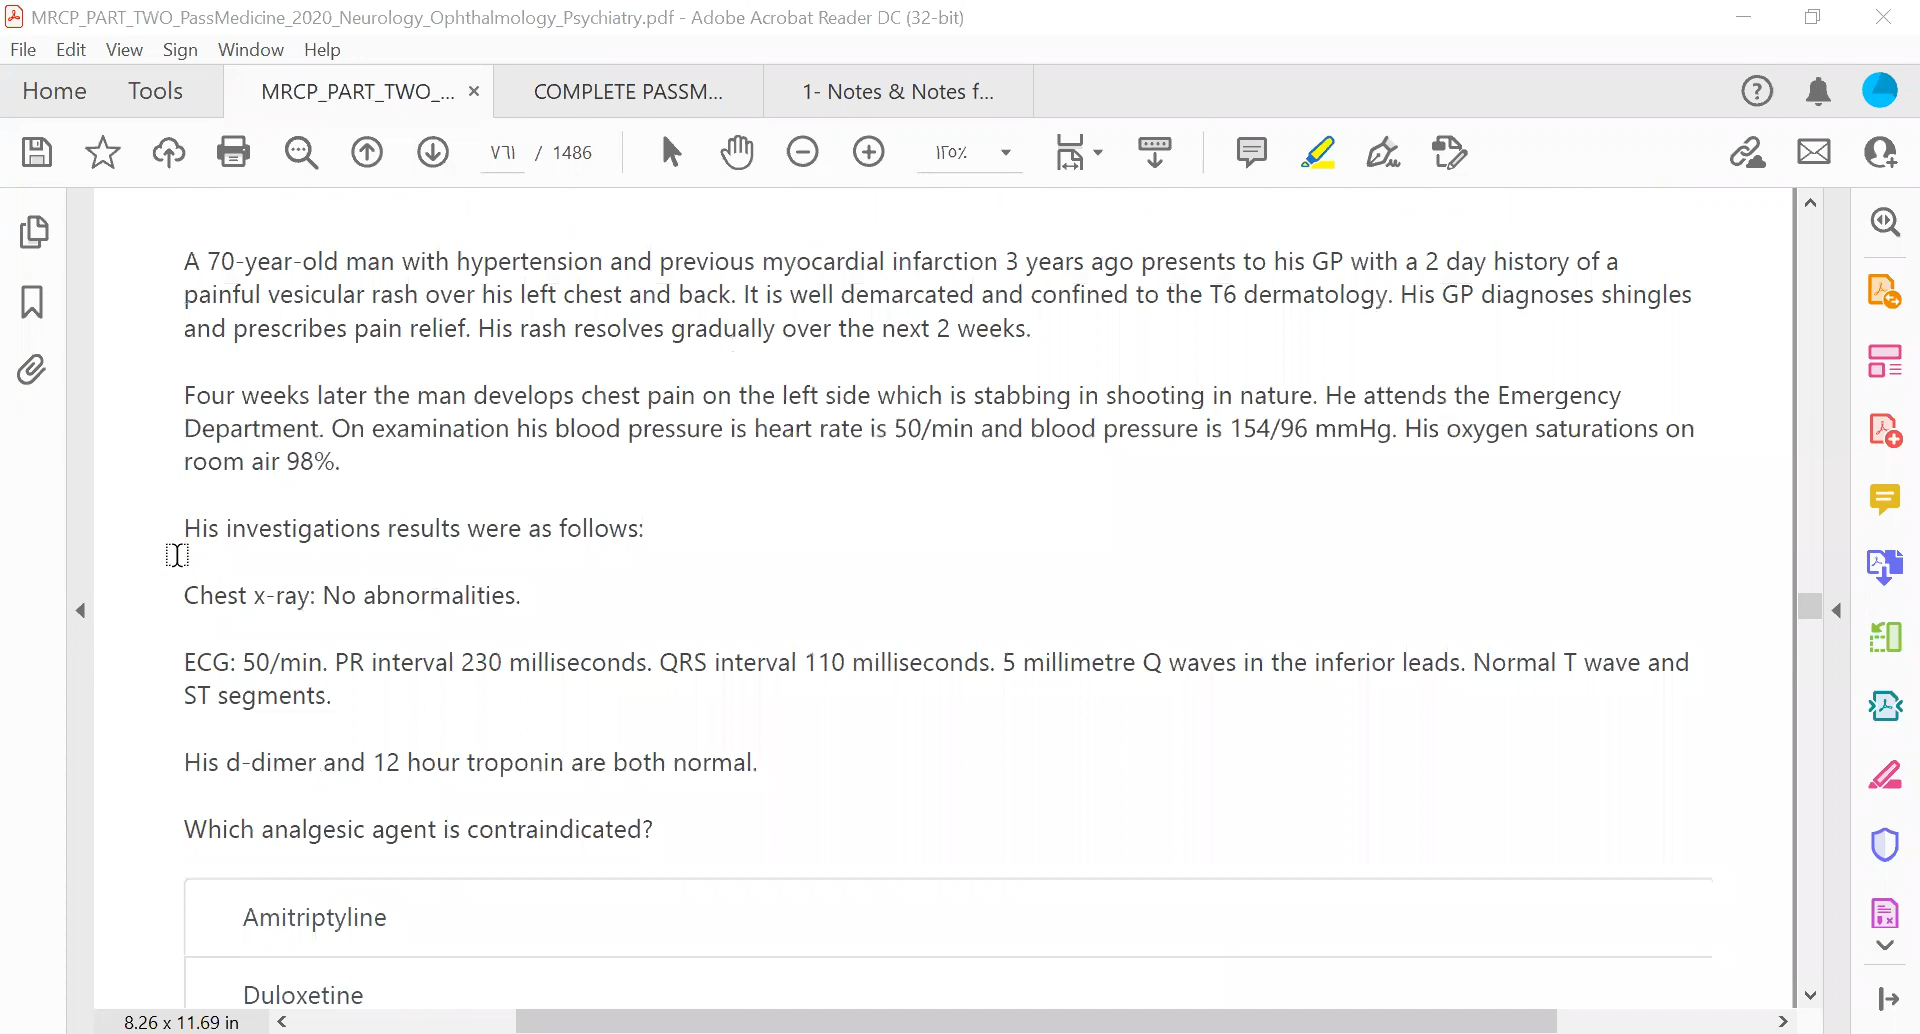 MRCP_PART_TWO_PassMedicine_2020_Neurology_Ophthalmology_Psychiatry.pdf - Adobe Acrobat Reader DC (32-bit)
File Edit View Sign Window Help
Home Tools MRCP_PART_TWO_... × COMPLETE PASSM... 1- Notes & Notes f...
٧٦١ / 1486 ١٢٥٪
A 70-year-old man with hypertension and previous myocardial infarction 3 years ago presents to his GP with a 2 day history of a
painful vesicular rash over his left chest and back. It is well demarcated and confined to the T6 dermatology. His GP diagnoses shingles
and prescribes pain relief. His rash resolves gradually over the next 2 weeks.
Four weeks later the man develops chest pain on the left side which is stabbing in shooting in nature. He attends the Emergency
Department. On examination his blood pressure is heart rate is 50/min and blood pressure is 154/96 mmHg. His oxygen saturations on
room air 98%.
His investigations results were as follows:
Chest x-ray: No abnormalities.
ECG: 50/min. PR interval 230 milliseconds. QRS interval 110 milliseconds. 5 millimetre Q waves in the inferior leads. Normal T wave and
ST segments.
His d-dimer and 12 hour troponin are both normal.
Which analgesic agent is contraindicated?
Amitriptyline
Duloxetine
8.26 x 11.69 in